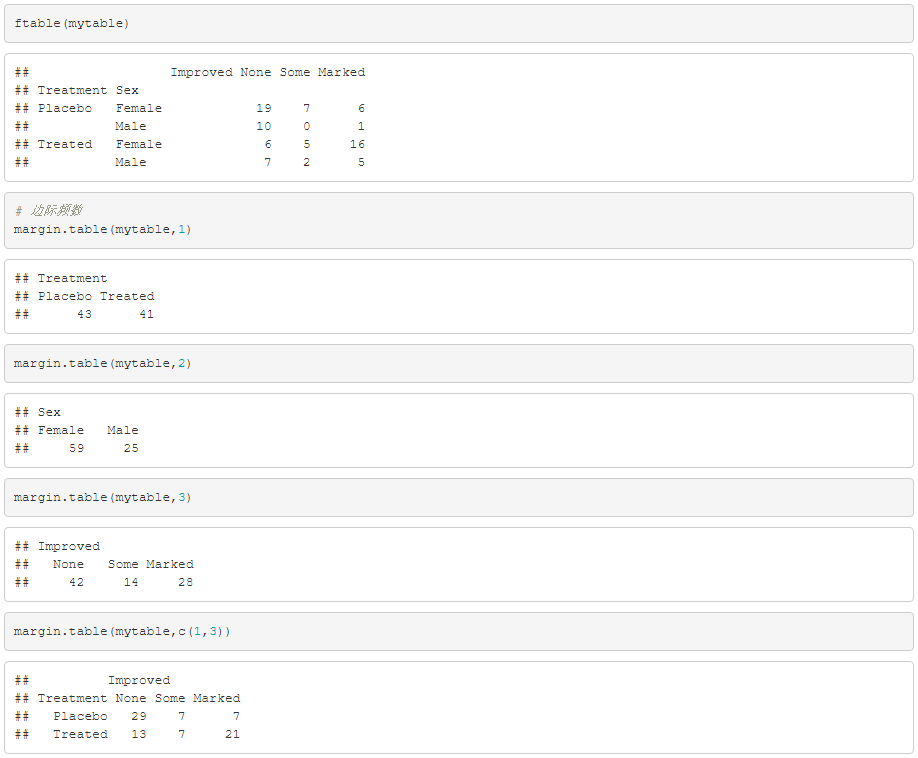 ftable(mytable)
##                   Improved None Some Marked
## Treatment Sex
## Placebo   Female            19    7      6
##           Male              10    0      1
## Treated   Female             6    5     16
##           Male               7    2      5
# 边际频数
margin.table(mytable,1)
## Treatment
## Placebo Treated
##      43      41
margin.table(mytable,2)
## Sex
## Female   Male
##     59     25
margin.table(mytable,3)
## Improved
##   None   Some Marked
##     42     14     28
margin.table(mytable,c(1,3))
##          Improved
## Treatment None Some Marked
##   Placebo   29    7      7
##   Treated   13    7     21